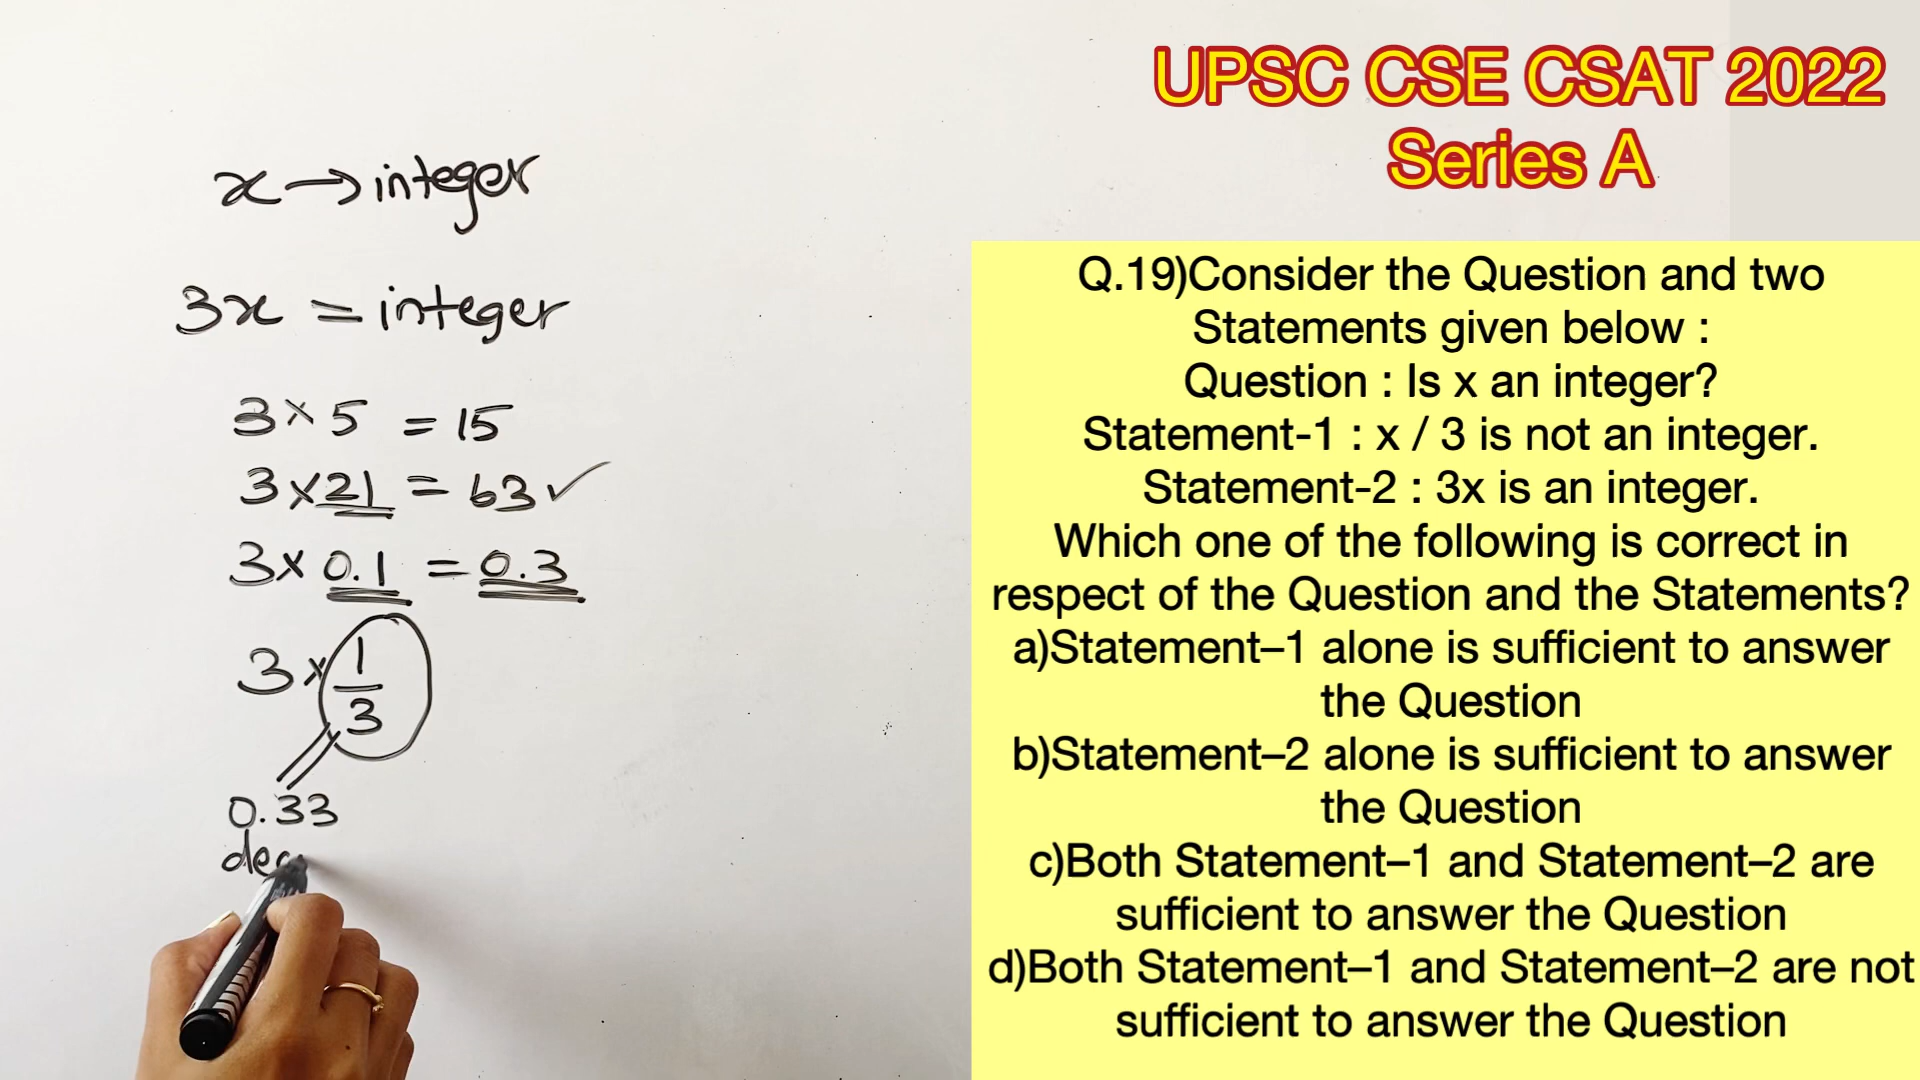 x → integer
3x = integer
3 × 5 = 15
3 × 21 = 63 ✓
3 × 0.1 = 0.3
3 × 1/3
0.33
dec
UPSC CSE CSAT 2022
Series A
Q.19)Consider the Question and two
Statements given below :
Question : Is x an integer?
Statement-1 : x / 3 is not an integer.
Statement-2 : 3x is an integer.
Which one of the following is correct in
respect of the Question and the Statements?
a)Statement–1 alone is sufficient to answer
the Question
b)Statement–2 alone is sufficient to answer
the Question
c)Both Statement–1 and Statement–2 are
sufficient to answer the Question
d)Both Statement–1 and Statement–2 are not
sufficient to answer the Question